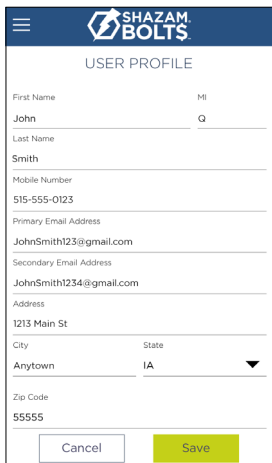 SHAZAM.
BOLT$.
USER PROFILE
First Name MI
John Q
Last Name
Smith
Mobile Number
515-555-0123
Primary Email Address
JohnSmith123@gmail.com
Secondary Email Address
JohnSmith1234@gmail.com
Address
1213 Main St
City State
Anytown IA
Zip Code
55555
Cancel Save